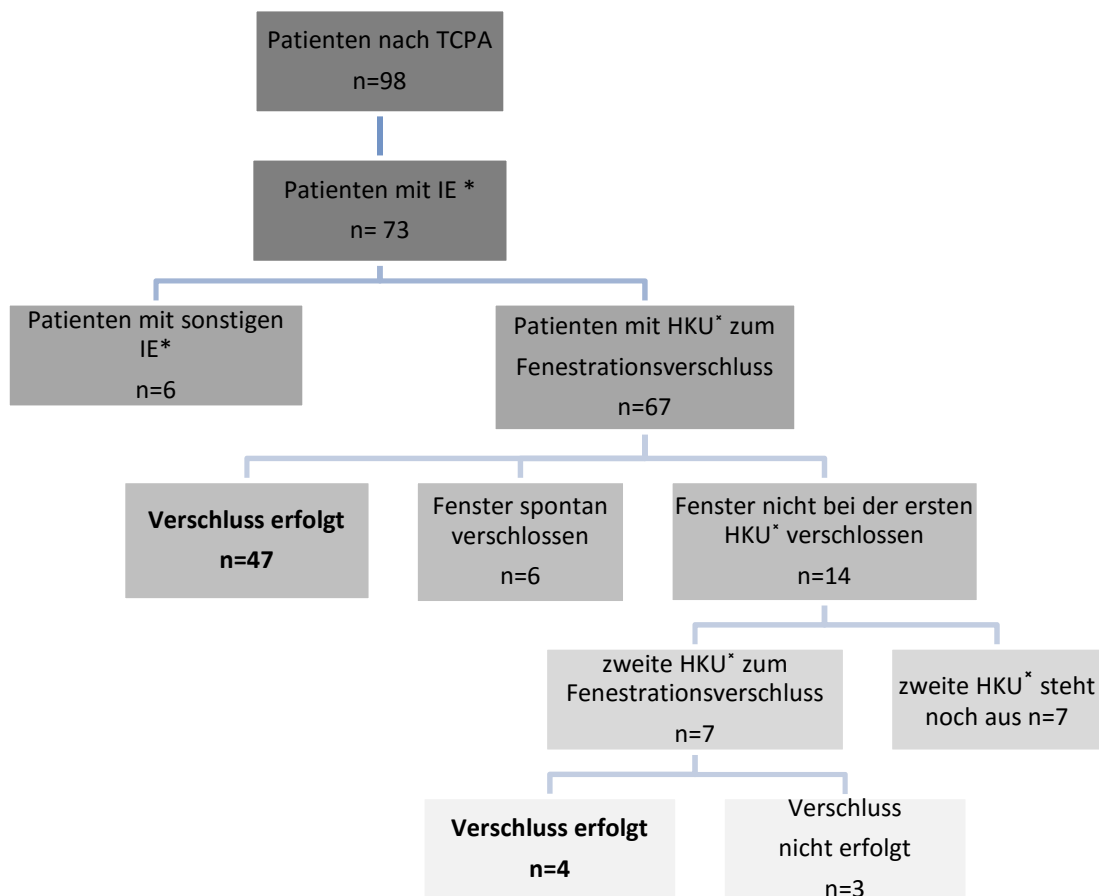 Patienten nach TCPA
n=98
Patienten mit IE *
n= 73
Patienten mit sonstigen
IE*
n=6
Patienten mit HKU˟ zum
Fenestrationsverschluss
n=67
Verschluss erfolgt
n=47
Fenster spontan
verschlossen
n=6
Fenster nicht bei der ersten
HKU˟ verschlossen
n=14
zweite HKU˟ zum
Fenestrationsverschluss
n=7
zweite HKU˟ steht
noch aus n=7
Verschluss erfolgt
n=4
Verschluss
nicht erfolgt
n=3